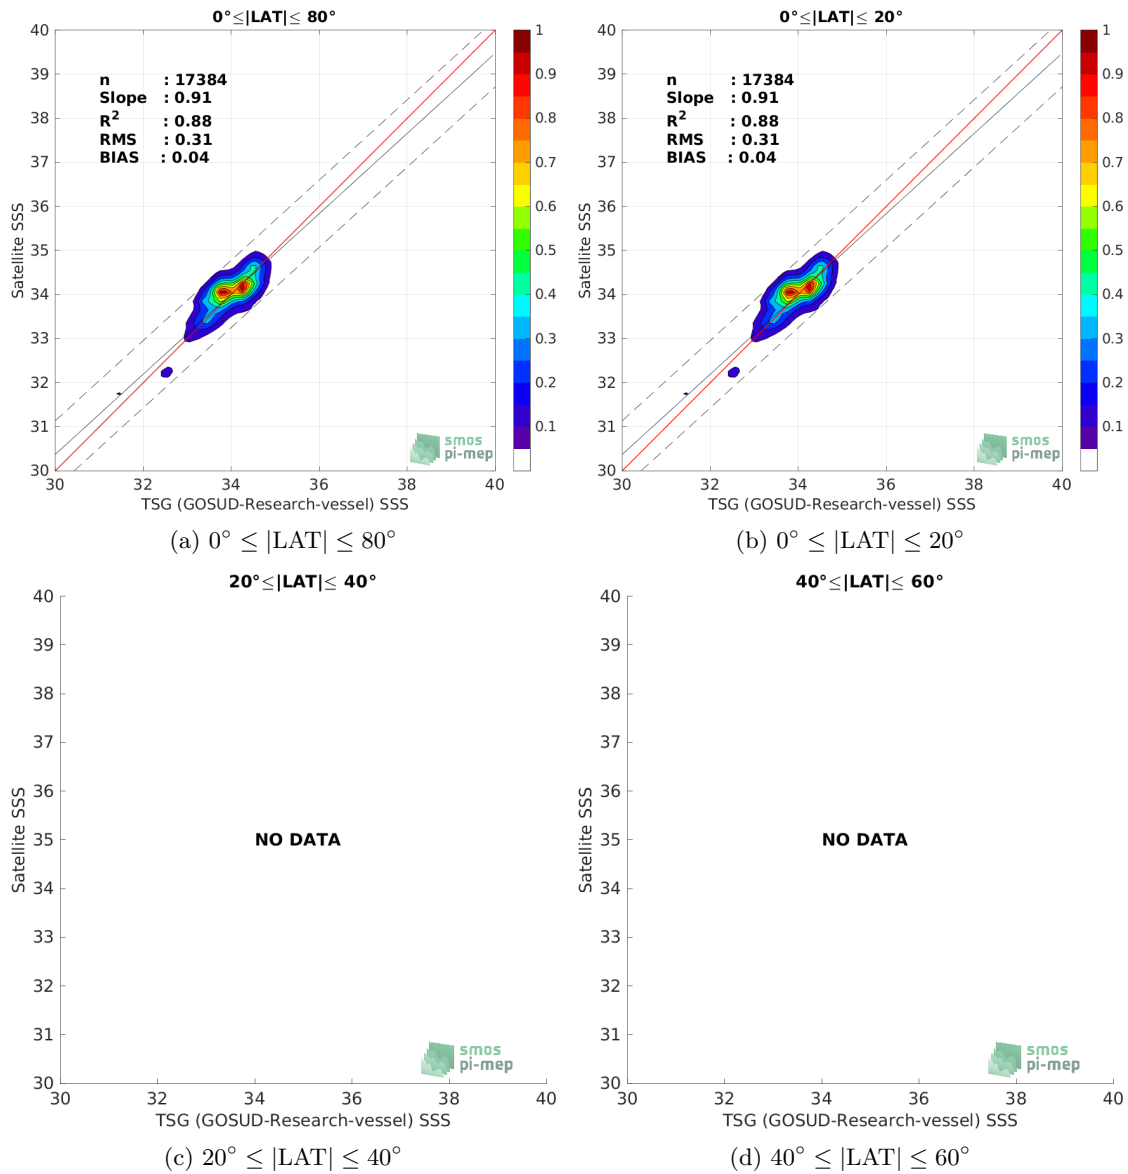 0°≤|LAT|≤ 80°
40
39
38
37
36
35
34
33
32
31
30
Satellite SSS
n : 17384
Slope : 0.91
R² : 0.88
RMS : 0.31
BIAS : 0.04
smos
pi-mep
30 32 34 36 38 40
TSG (GOSUD-Research-vessel) SSS
1
0.9
0.8
0.7
0.6
0.5
0.4
0.3
0.2
0.1
(a) 0° ≤ |LAT| ≤ 80°
0°≤|LAT|≤ 20°
40
39
38
37
36
35
34
33
32
31
30
Satellite SSS
n : 17384
Slope : 0.91
R² : 0.88
RMS : 0.31
BIAS : 0.04
smos
pi-mep
30 32 34 36 38 40
TSG (GOSUD-Research-vessel) SSS
1
0.9
0.8
0.7
0.6
0.5
0.4
0.3
0.2
0.1
(b) 0° ≤ |LAT| ≤ 20°
20°≤|LAT|≤ 40°
40
39
38
37
36
35
34
33
32
31
30
Satellite SSS
NO DATA
smos
pi-mep
30 32 34 36 38 40
TSG (GOSUD-Research-vessel) SSS
(c) 20° ≤ |LAT| ≤ 40°
40°≤|LAT|≤ 60°
40
39
38
37
36
35
34
33
32
31
30
Satellite SSS
NO DATA
smos
pi-mep
30 32 34 36 38 40
TSG (GOSUD-Research-vessel) SSS
(d) 40° ≤ |LAT| ≤ 60°